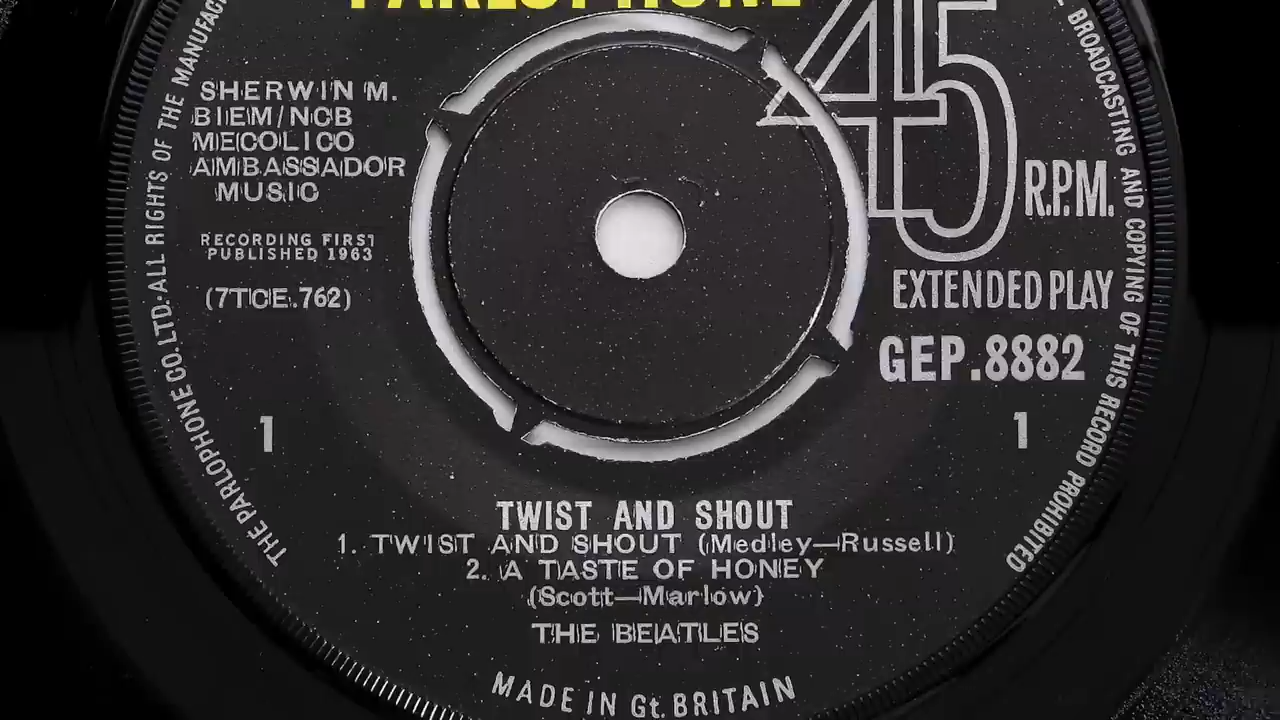 PARLOPHONE
45
R.P.M.
EXTENDED PLAY
GEP.8882
SHERWIN M.
BIEM/NCB
MECOLICO
AMBASSADOR
MUSIC
RECORDING FIRST
PUBLISHED 1963
(7TCE.762)
1
1
TWIST AND SHOUT
1. TWIST AND SHOUT (Medley—Russell)
2. A TASTE OF HONEY
(Scott—Marlow)
THE BEATLES
MADE IN Gt. BRITAIN
THE PARLOPHONE CO. LTD. ALL RIGHTS OF THE
BROADCASTING AND COPYING OF THIS RECORD PROHIBITED